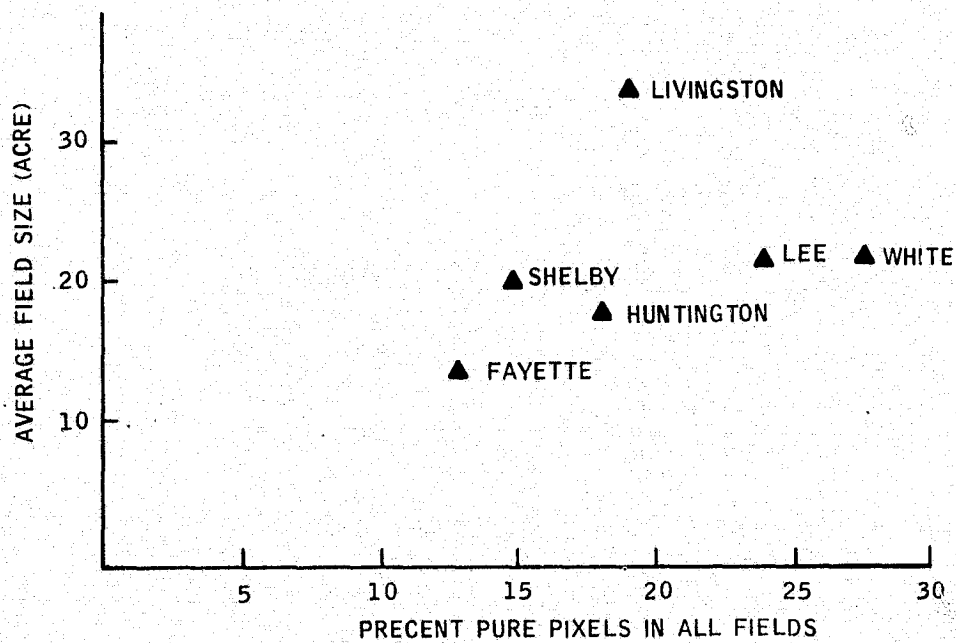 AVERAGE FIELD SIZE (ACRE)
30
20
10
LIVINGSTON
LEE
WHITE
SHELBY
HUNTINGTON
FAYETTE
5 10 15 20 25 30
PRECENT PURE PIXELS IN ALL FIELDS